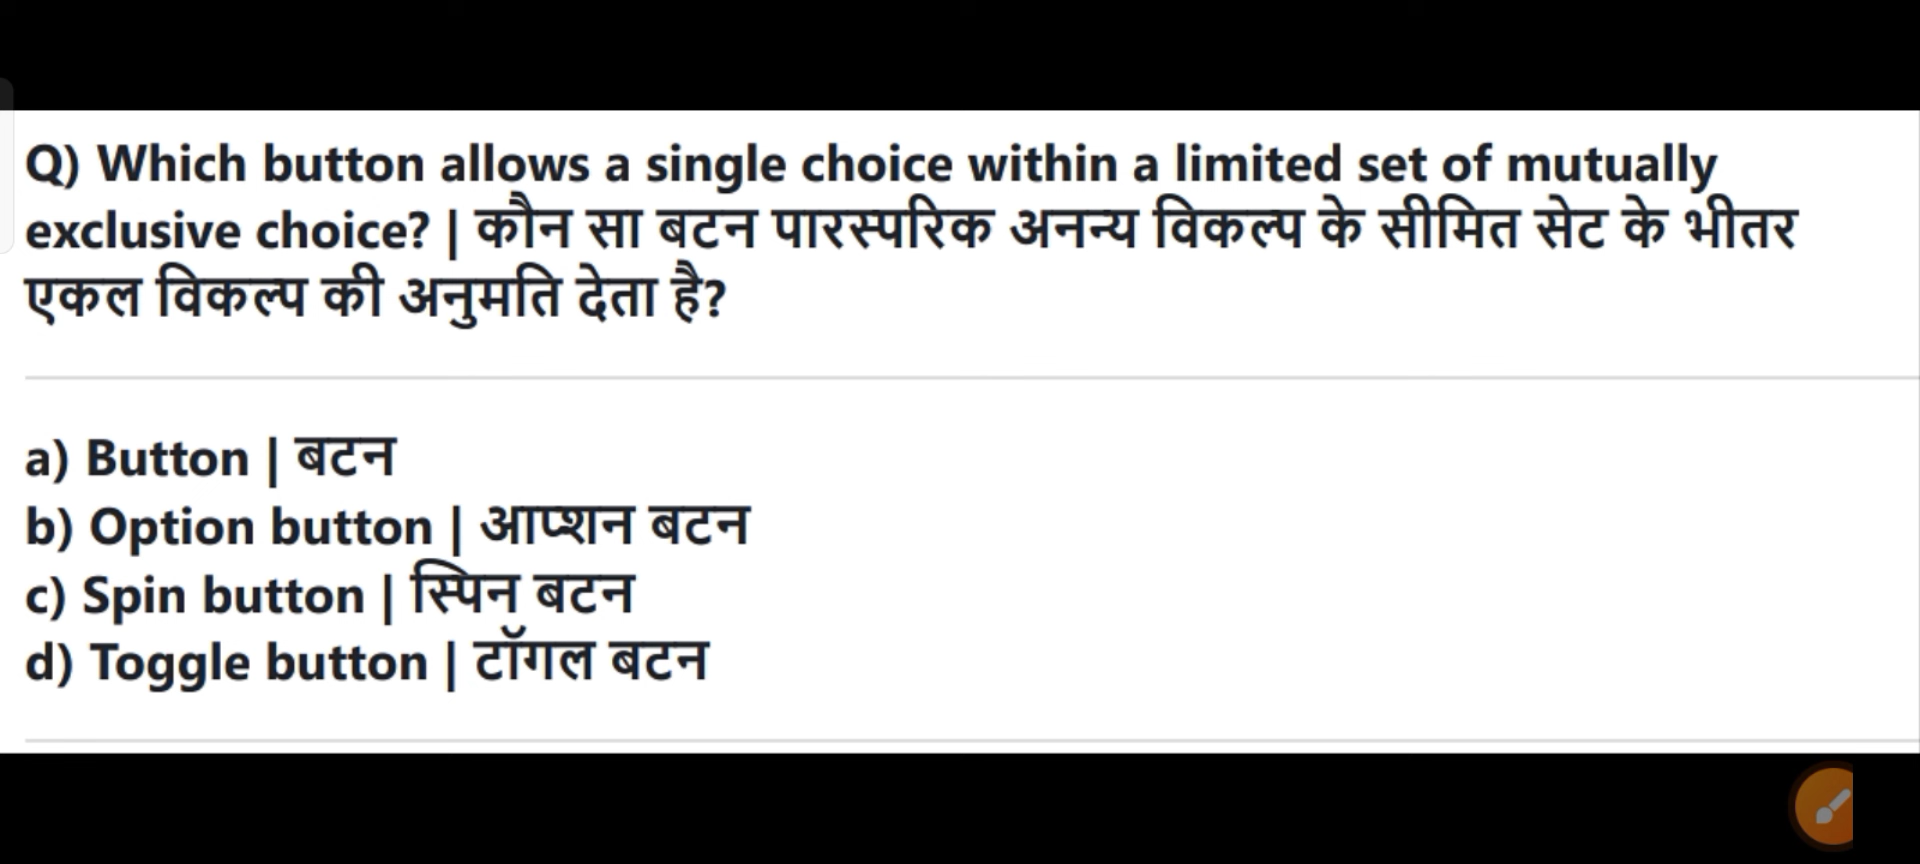 Q) Which button allows a single choice within a limited set of mutually
exclusive choice? | कौन सा बटन पारस्परिक अनन्य विकल्प के सीमित सेट के भीतर
एकल विकल्प की अनुमति देता है?
a) Button | बटन
b) Option button | आप्शन बटन
c) Spin button | स्पिन बटन
d) Toggle button | टॉगल बटन